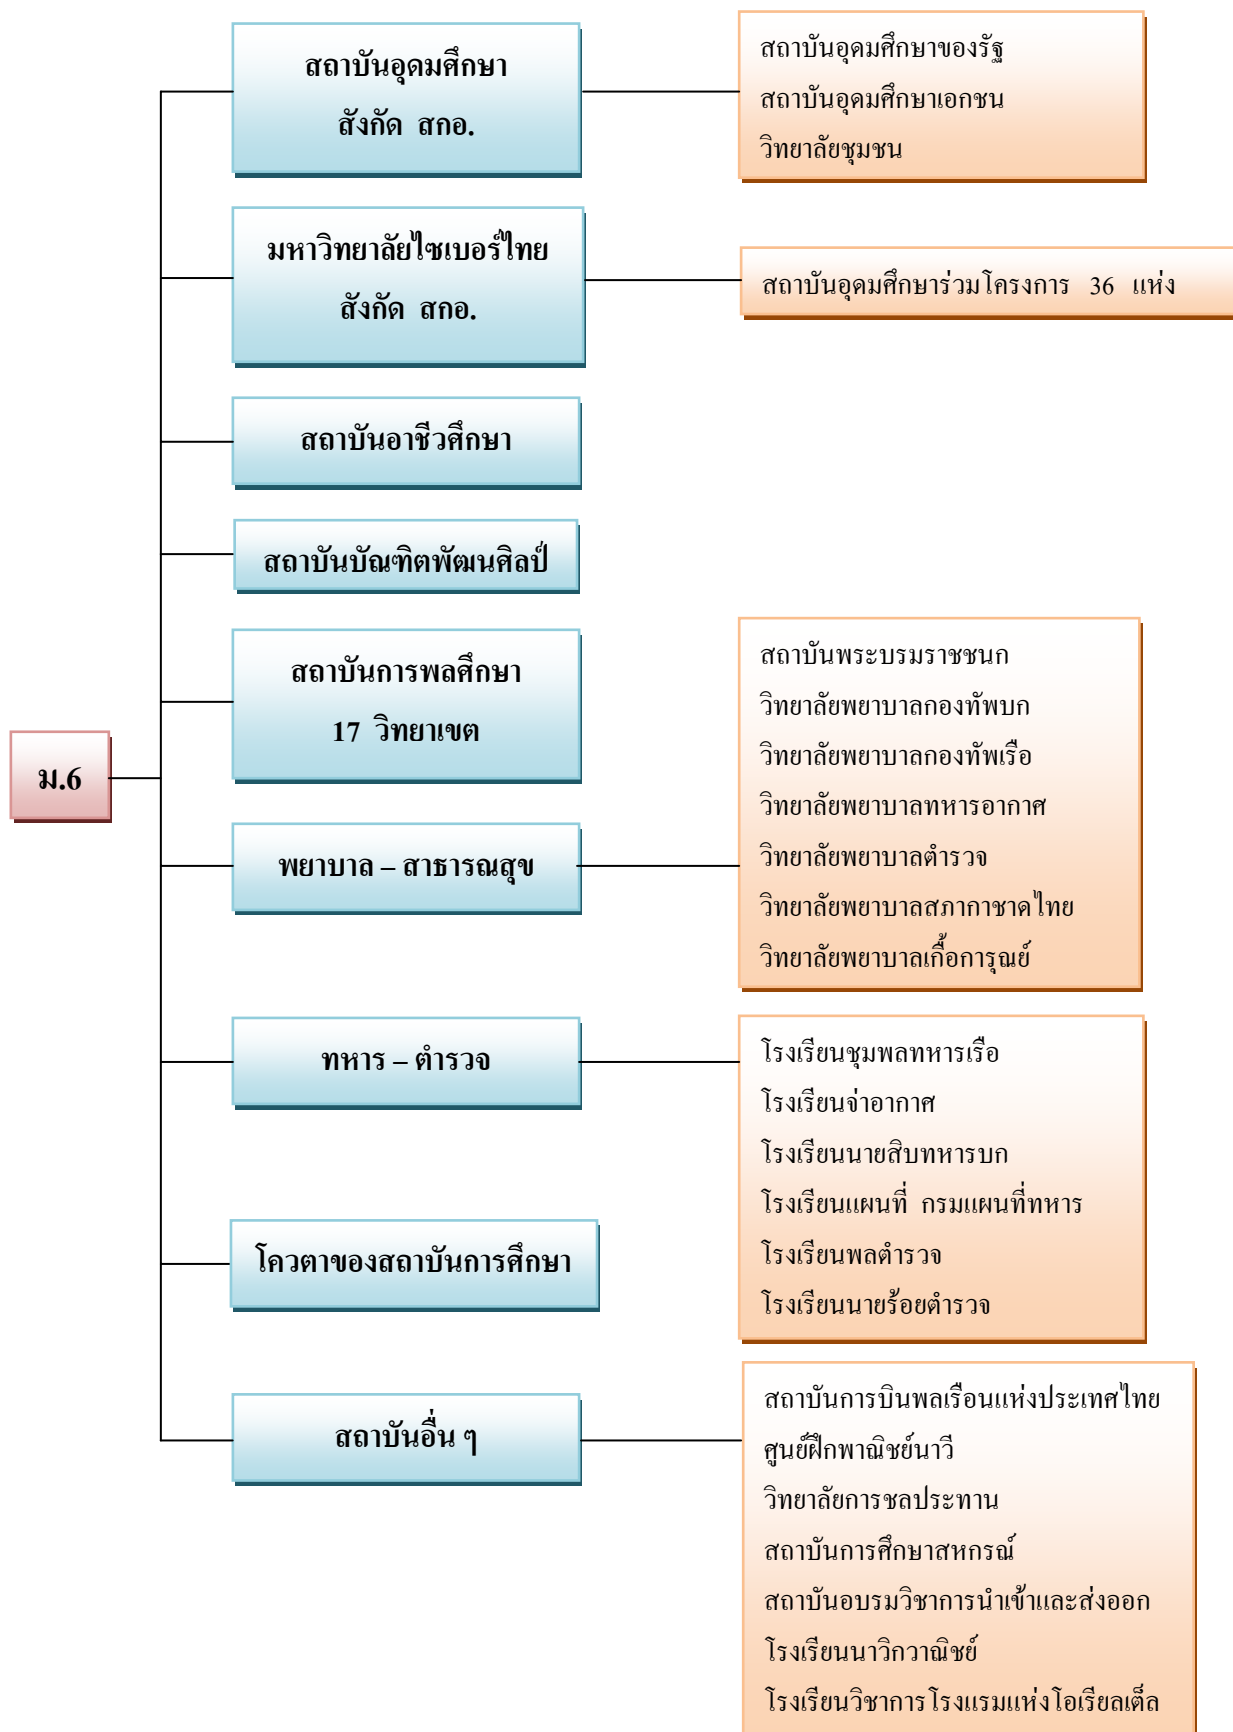 สถาบันอุดมศึกษา
สังกัด สกอ.
สถาบันอุดมศึกษาของรัฐ
สถาบันอุดมศึกษาเอกชน
วิทยาลัยชุมชน
มหาวิทยาลัยไซเบอร์ไทย
สังกัด สกอ.
สถาบันอุดมศึกษาร่วมโครงการ 36 แห่ง
สถาบันอาชีวศึกษา
สถาบันบัณฑิตพัฒนศิลป์
สถาบันการพลศึกษา
17 วิทยาเขต
ม.6
พยาบาล – สาธารณสุข
สถาบันพระบรมราชชนก
วิทยาลัยพยาบาลกองทัพบก
วิทยาลัยพยาบาลกองทัพเรือ
วิทยาลัยพยาบาลทหารอากาศ
วิทยาลัยพยาบาลตำรวจ
วิทยาลัยพยาบาลสภากาชาดไทย
วิทยาลัยพยาบาลเกื้อการุณย์
ทหาร – ตำรวจ
โรงเรียนชุมพลทหารเรือ
โรงเรียนจ่าอากาศ
โรงเรียนนายสิบทหารบก
โรงเรียนแผนที่ กรมแผนที่ทหาร
โรงเรียนพลตำรวจ
โรงเรียนนายร้อยตำรวจ
โควตาของสถาบันการศึกษา
สถาบันอื่น ๆ
สถาบันการบินพลเรือนแห่งประเทศไทย
ศูนย์ฝึกพาณิชย์นาวี
วิทยาลัยการชลประทาน
สถาบันการศึกษาสหกรณ์
สถาบันอบรมวิชาการนำเข้าและส่งออก
โรงเรียนนาวิกวาณิชย์
โรงเรียนวิชาการโรงแรมแห่งโอเรียลเต็ล